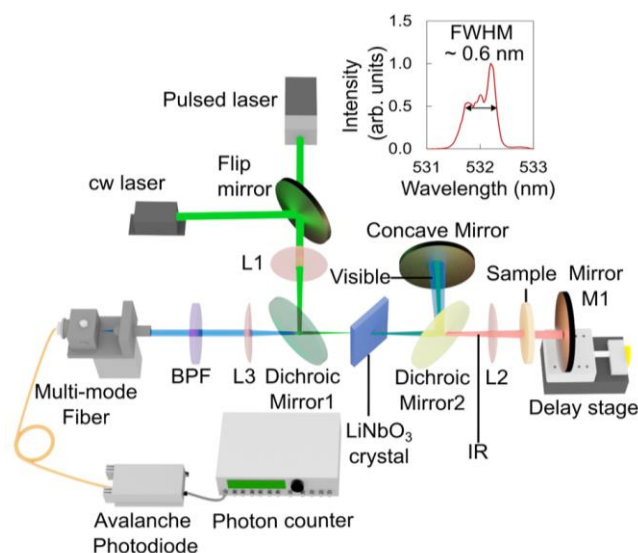 Pulsed laser
Flip
mirror
cw laser
L1
Intensity
(arb. units)
1.5
1.0
0.5
0.0
FWHM
~ 0.6 nm
531
532
533
Wavelength (nm)
Concave Mirror
Visible
Sample
Mirror
M1
Multi-mode
Fiber
BPF
L3
Dichroic
Mirror1
LiNbO3
crystal
Dichroic
Mirror2
L2
IR
Delay stage
Avalanche
Photodiode
Photon counter